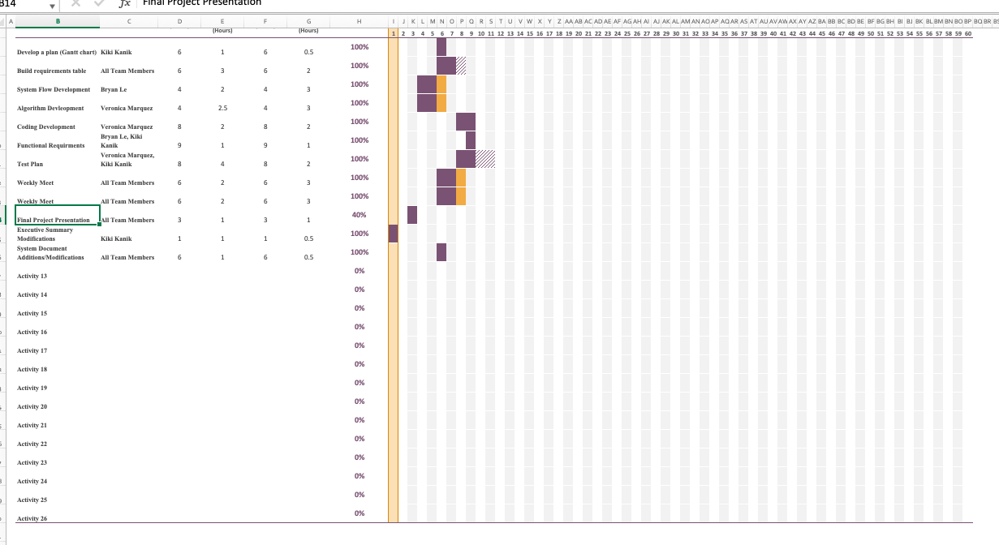 B14 fx Final Project Presentation
A B C D E F G H I J K L M N O P Q R S T U V W X Y Z AA AB AC AD AE AF AG AH AI AJ AK AL AM AN AO AP AQ AR AS AT AU AV AW AX AY AZ BA BB BC BD BE BF BG BH BI BJ BK BL BM BN BO BP BQ BR BS
(Hours) (Hours)
1 2 3 4 5 6 7 8 9 10 11 12 13 14 15 16 17 18 19 20 21 22 23 24 25 26 27 28 29 30 31 32 33 34 35 36 37 38 39 40 41 42 43 44 45 46 47 48 49 50 51 52 53 54 55 56 57 58 59 60
Develop a plan (Gantt chart) Kiki Kanik 6 1 6 0.5 100%
Build requirements table All Team Members 6 3 6 2 100%
System Flow Development Bryan Le 4 2 4 3 100%
Algorithm Devleopment Veronica Marquez 4 2.5 4 3 100%
Coding Development Veronica Marquez 8 2 8 2 100%
Functional Requirments Bryan Le, Kiki
Kanik 9 1 9 1 100%
Test Plan Veronica Marquez,
Kiki Kanik 8 4 8 2 100%
Weekly Meet All Team Members 6 2 6 3 100%
Weekly Meet All Team Members 6 2 6 3 100%
Final Project Presentation All Team Members 3 1 3 1 40%
Executive Summary
Modifications Kiki Kanik 1 1 1 0.5 100%
System Document
Additions/Modifications All Team Members 6 1 6 0.5 100%
Activity 13 0%
Activity 14 0%
Activity 15 0%
Activity 16 0%
Activity 17 0%
Activity 18 0%
Activity 19 0%
Activity 20 0%
Activity 21 0%
Activity 22 0%
Activity 23 0%
Activity 24 0%
Activity 25 0%
Activity 26 0%